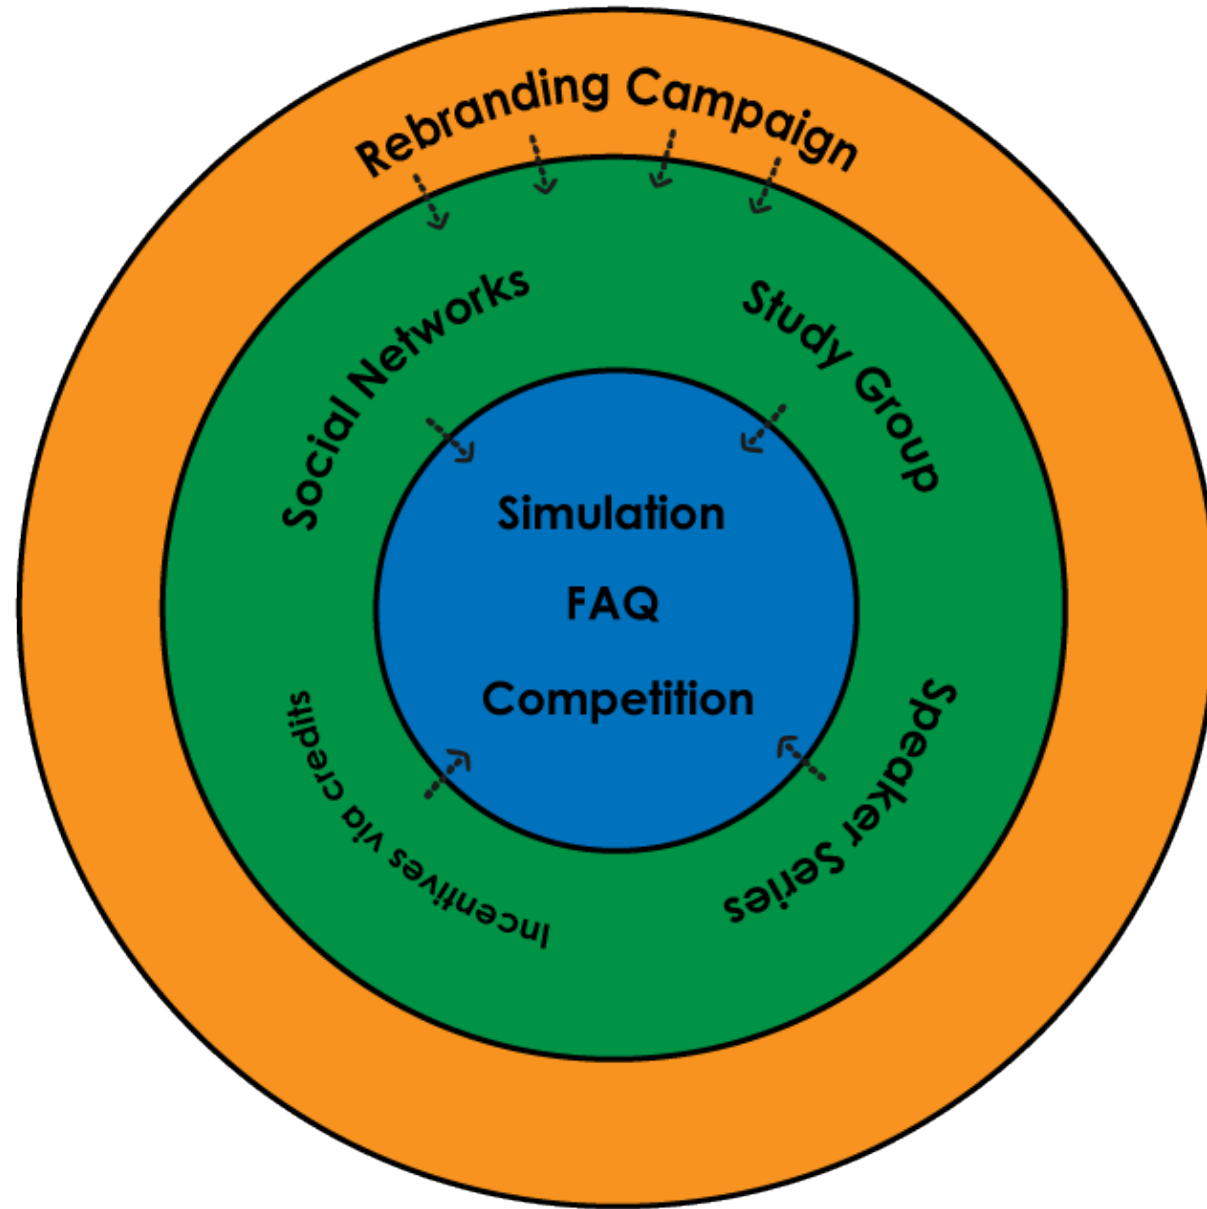 Rebranding Campaign
Social Networks
Study Group
Simulation
FAQ
Competition
Incentives via credits
Speaker Series